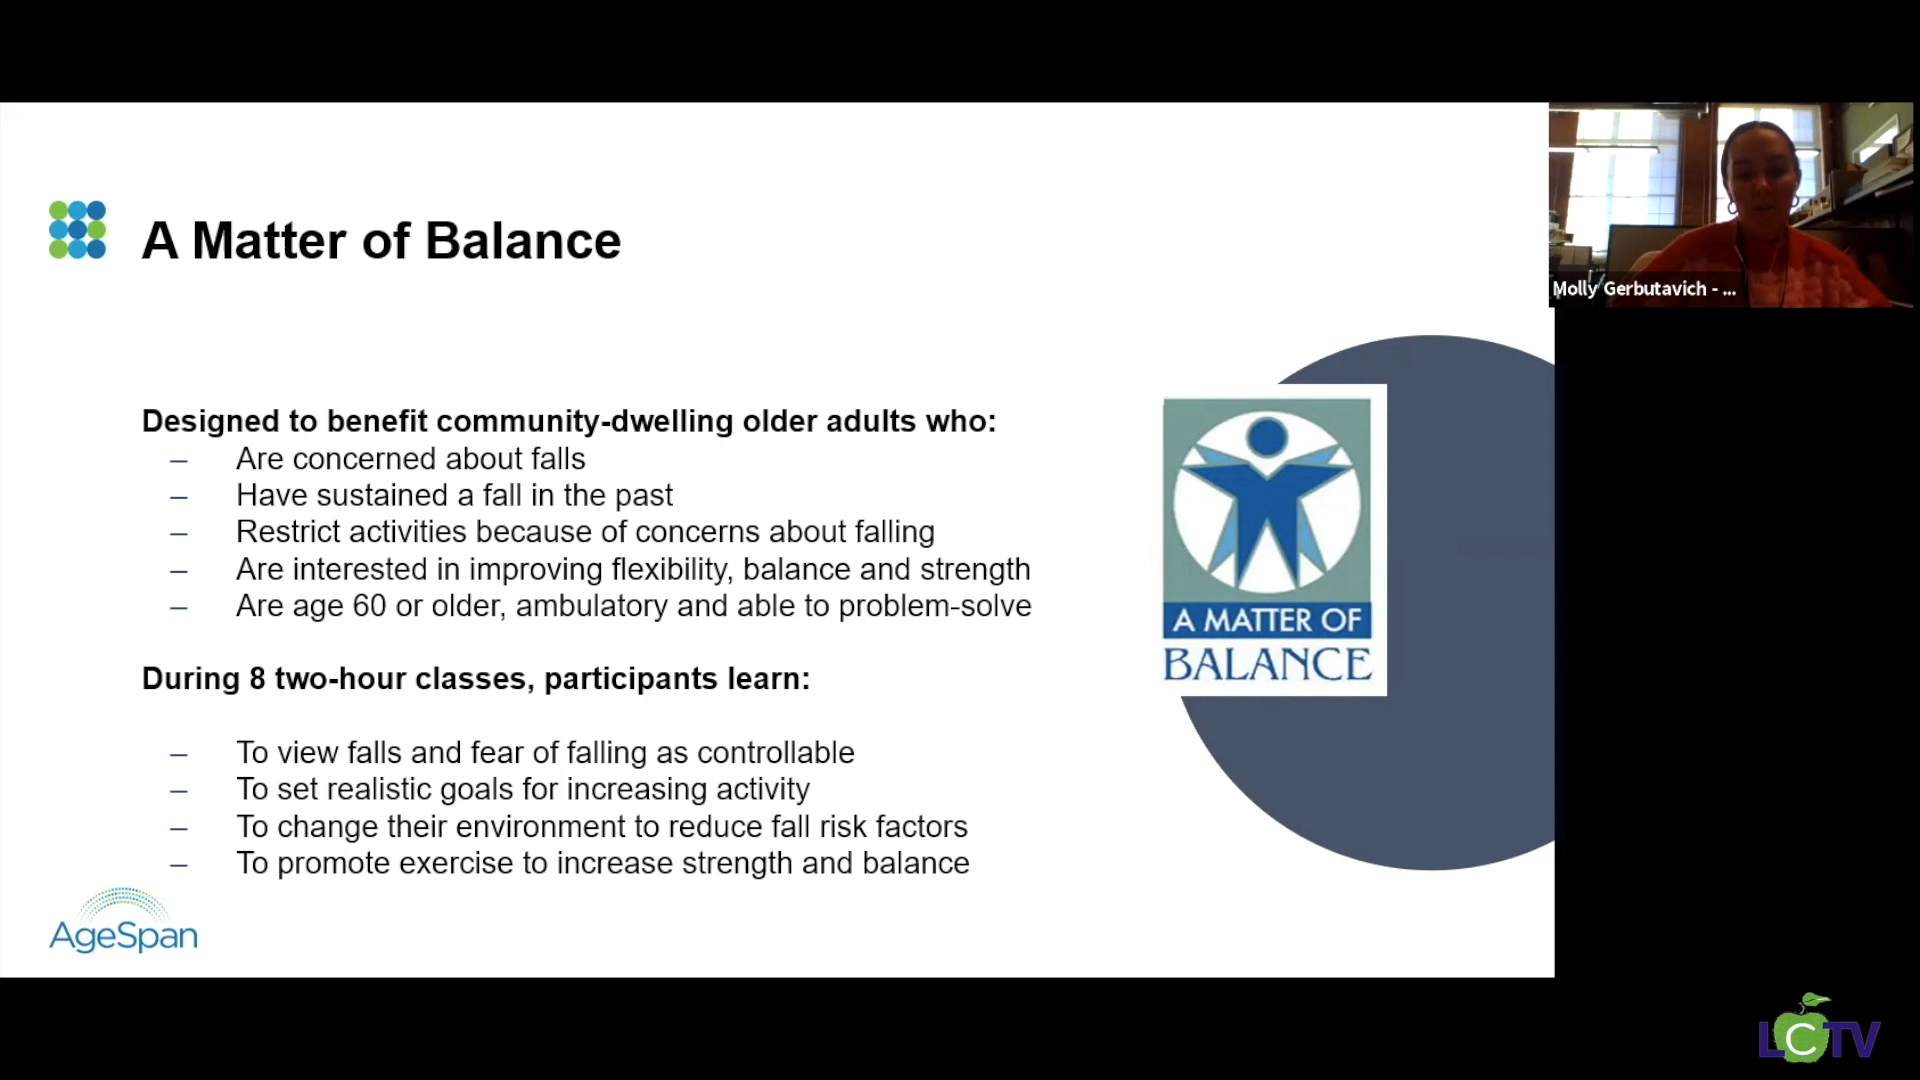 A Matter of Balance
Molly Gerbutavich - ...
Designed to benefit community-dwelling older adults who:
– Are concerned about falls
– Have sustained a fall in the past
– Restrict activities because of concerns about falling
– Are interested in improving flexibility, balance and strength
– Are age 60 or older, ambulatory and able to problem-solve
During 8 two-hour classes, participants learn:
– To view falls and fear of falling as controllable
– To set realistic goals for increasing activity
– To change their environment to reduce fall risk factors
– To promote exercise to increase strength and balance
A MATTER OF
BALANCE
AgeSpan
LCTV